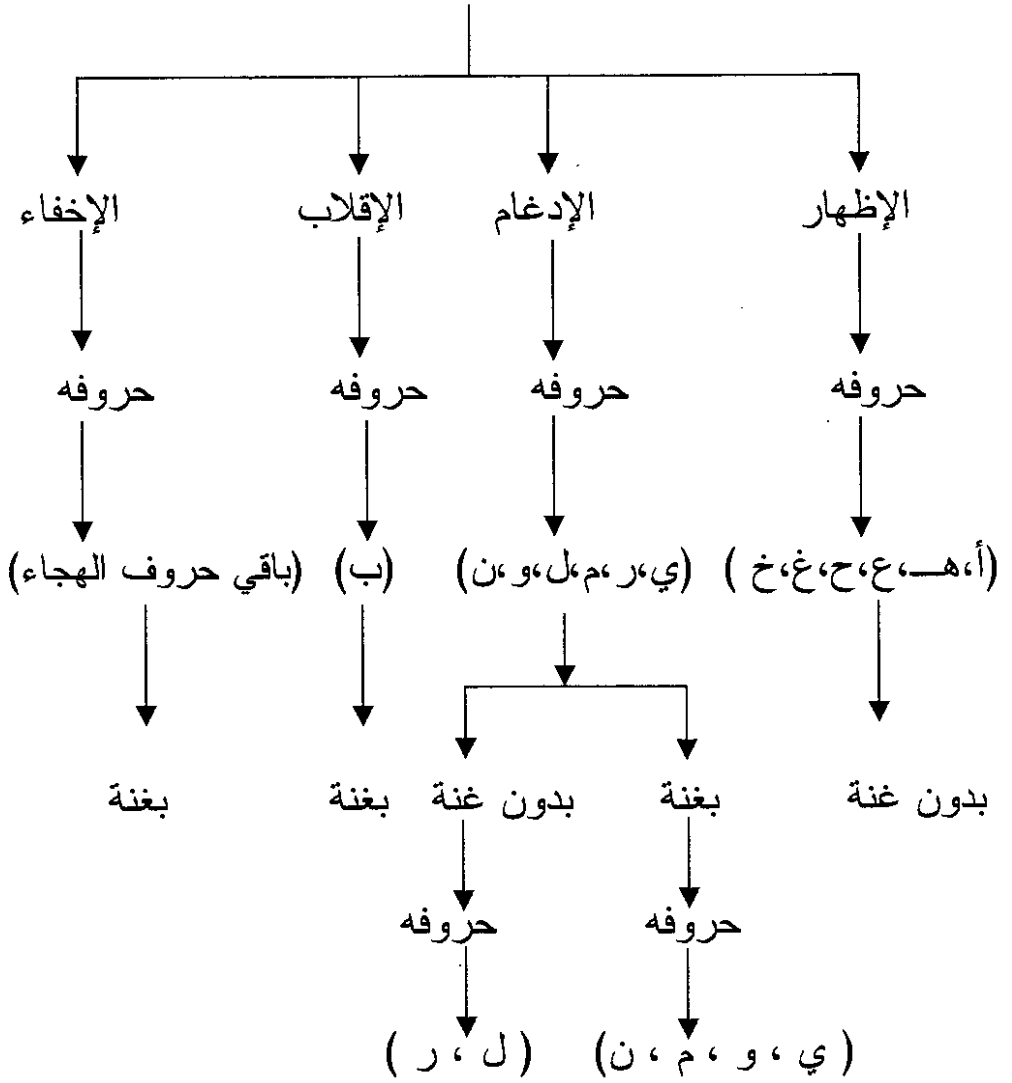 الإظهار الإدغام الإقلاب الإخفاء
حروفه حروفه حروفه حروفه
(أ،هـ،ع،ح،غ،خ ) (ي،ر،م،ل،و،ن) (ب) (باقي حروف الهجاء)
بدون غنة بغنة بدون غنة بغنة بغنة
حروفه حروفه
( ي ، و ، م ، ن) ( ل ، ر )